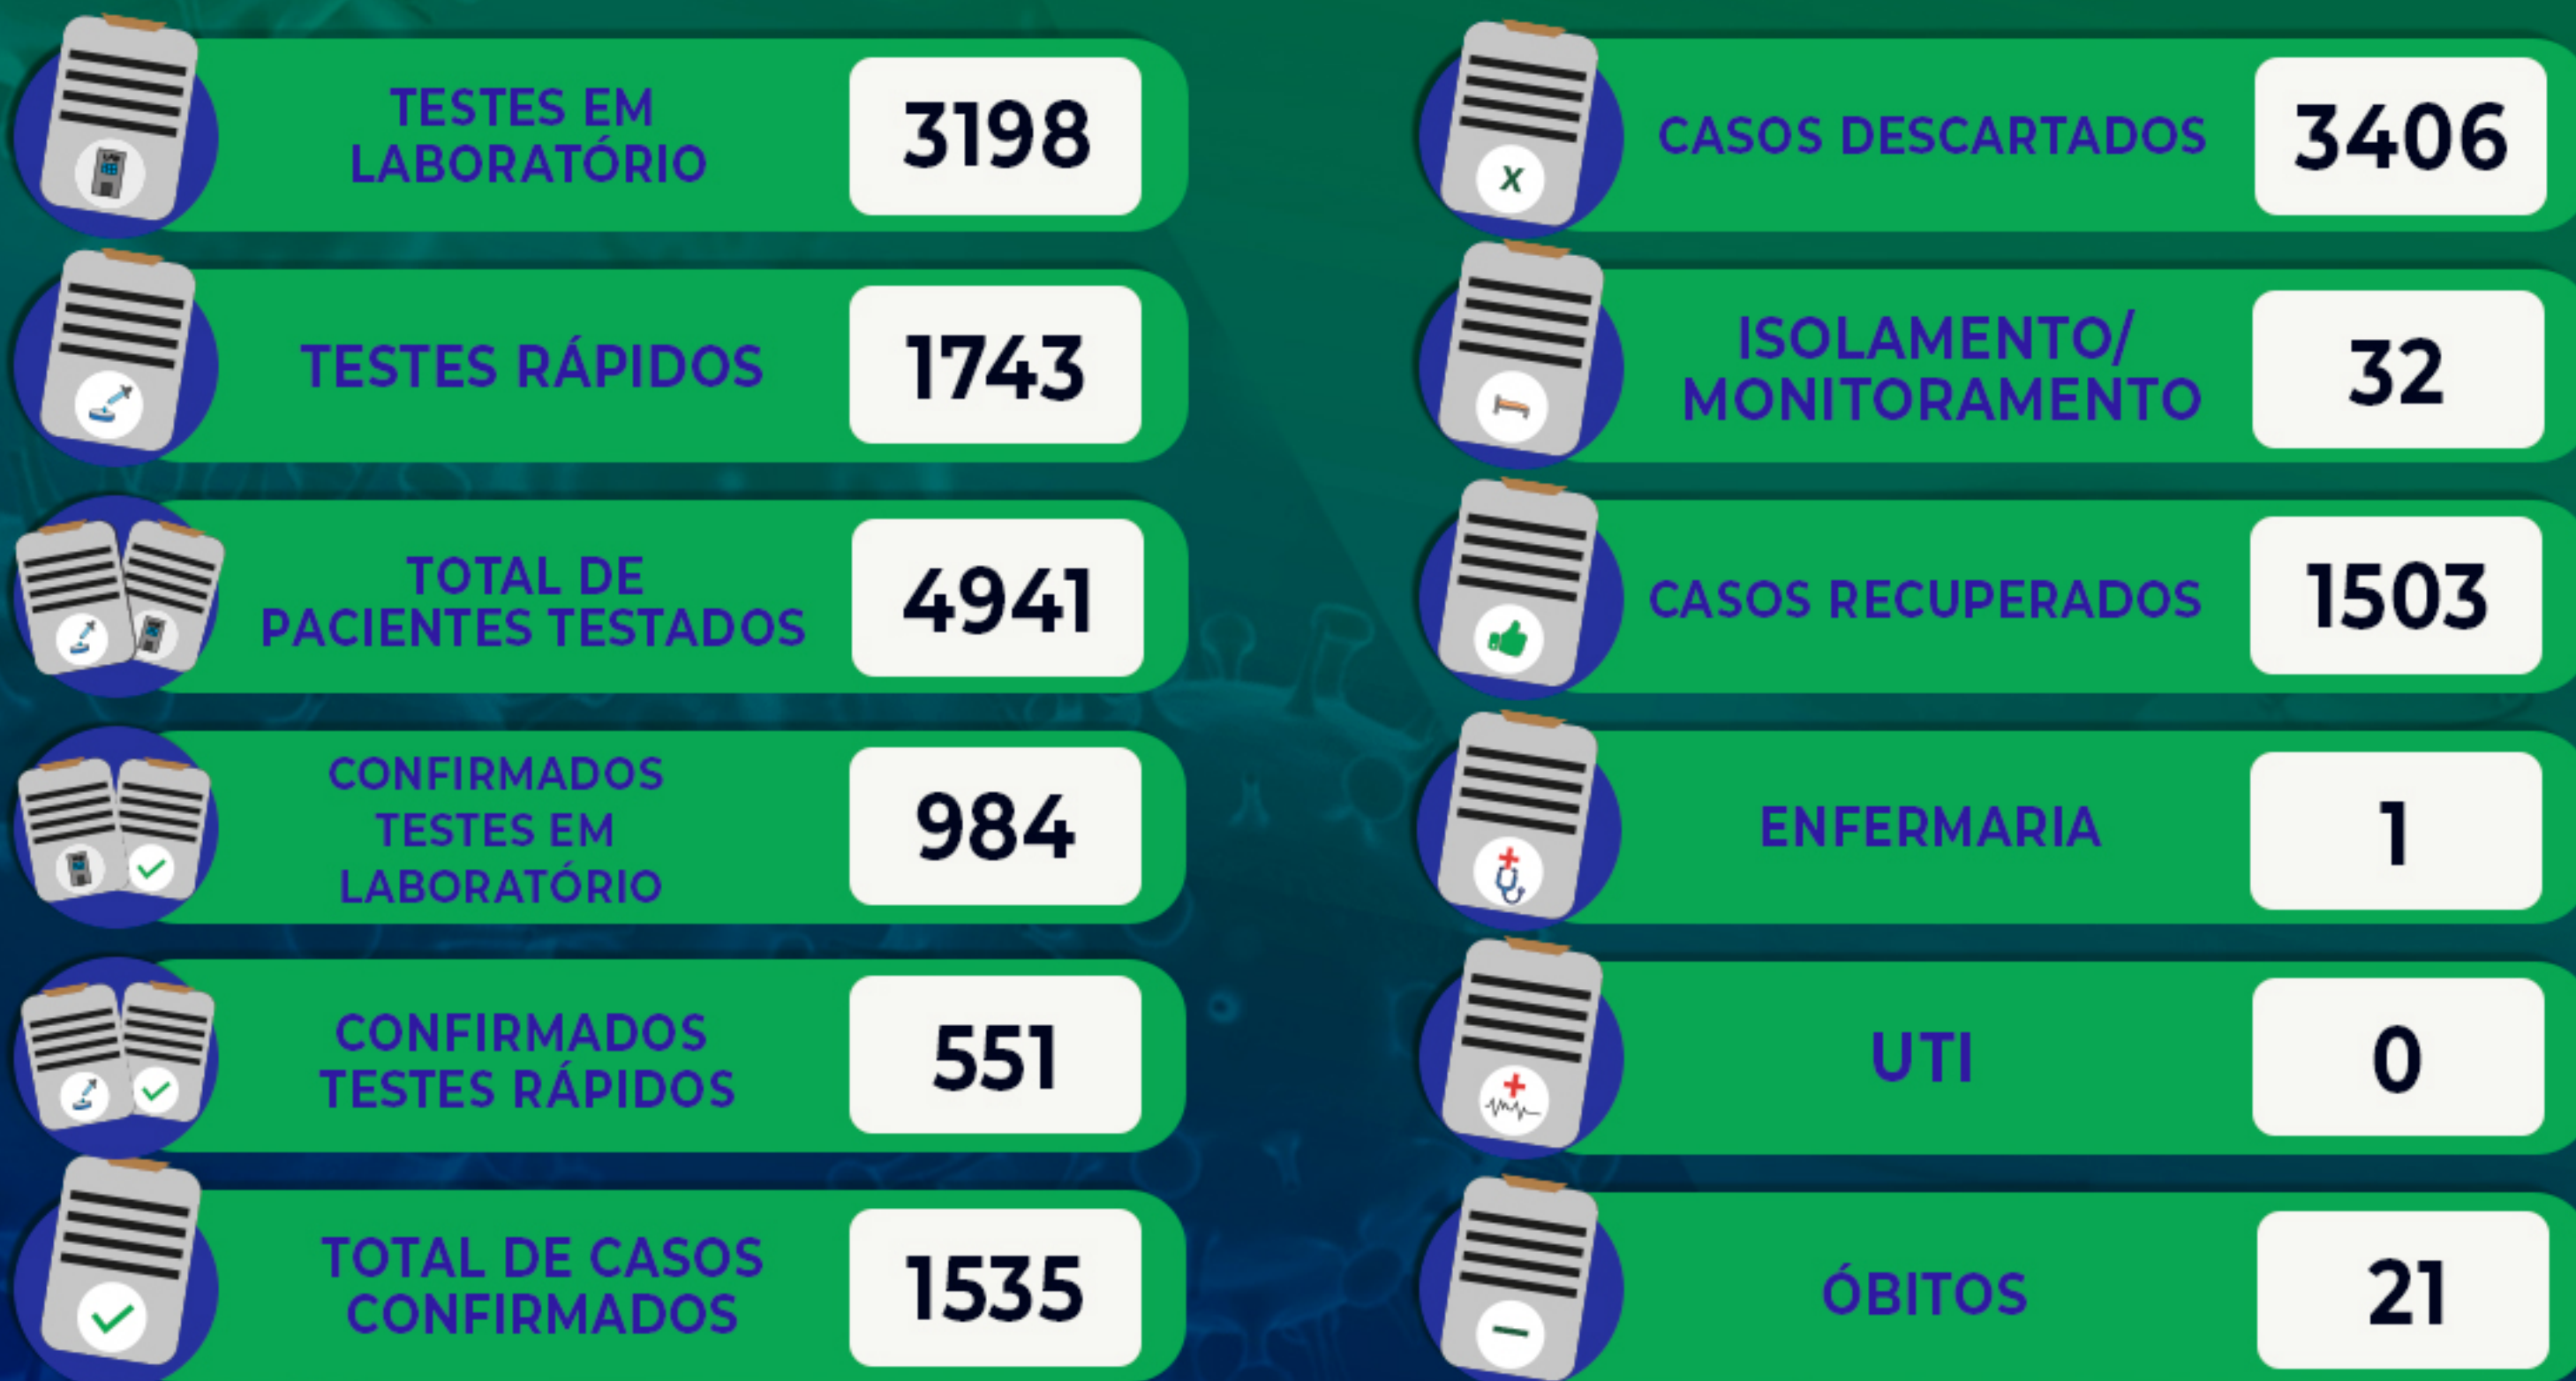 TESTES EM
LABORATÓRIO
3198
TESTES RÁPIDOS
1743
TOTAL DE
PACIENTES TESTADOS
4941
CONFIRMADOS
TESTES EM
LABORATÓRIO
984
CONFIRMADOS
TESTES RÁPIDOS
551
TOTAL DE CASOS
CONFIRMADOS
1535
CASOS DESCARTADOS
3406
ISOLAMENTO/
MONITORAMENTO
32
CASOS RECUPERADOS
1503
ENFERMARIA
1
UTI
0
ÓBITOS
21